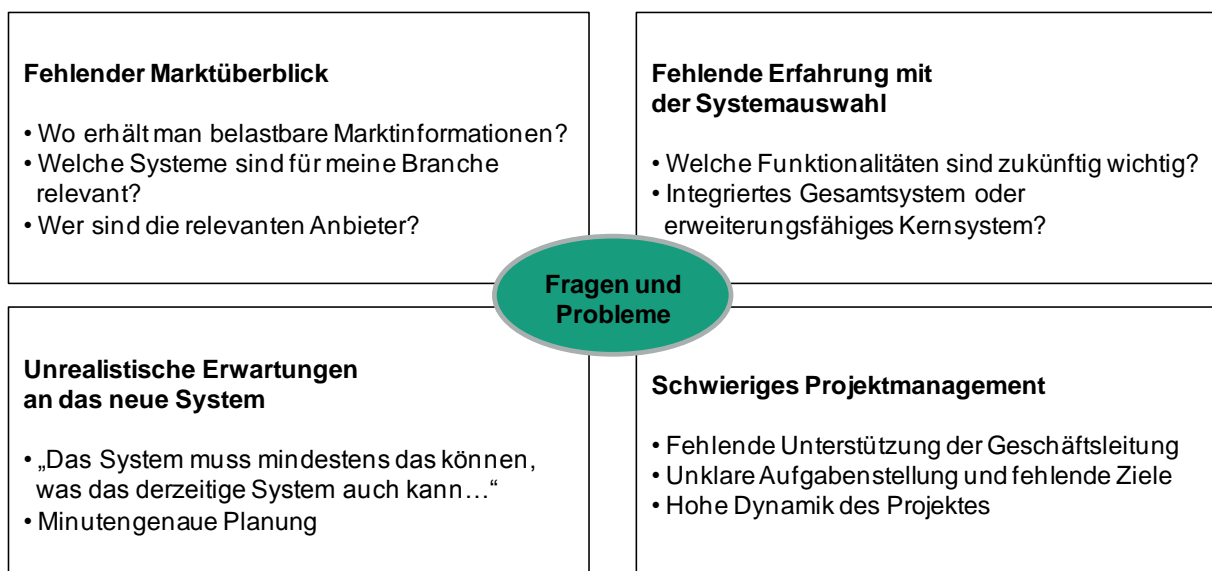 Fehlender Marktüberblick
• Wo erhält man belastbare Marktinformationen?
• Welche Systeme sind für meine Branche
relevant?
• Wer sind die relevanten Anbieter?
Fehlende Erfahrung mit
der Systemauswahl
• Welche Funktionalitäten sind zukünftig wichtig?
• Integriertes Gesamtsystem oder
erweiterungsfähiges Kernsystem?
Fragen und
Probleme
Unrealistische Erwartungen
an das neue System
• „Das System muss mindestens das können,
was das derzeitige System auch kann…“
• Minutengenaue Planung
Schwieriges Projektmanagement
• Fehlende Unterstützung der Geschäftsleitung
• Unklare Aufgabenstellung und fehlende Ziele
• Hohe Dynamik des Projektes